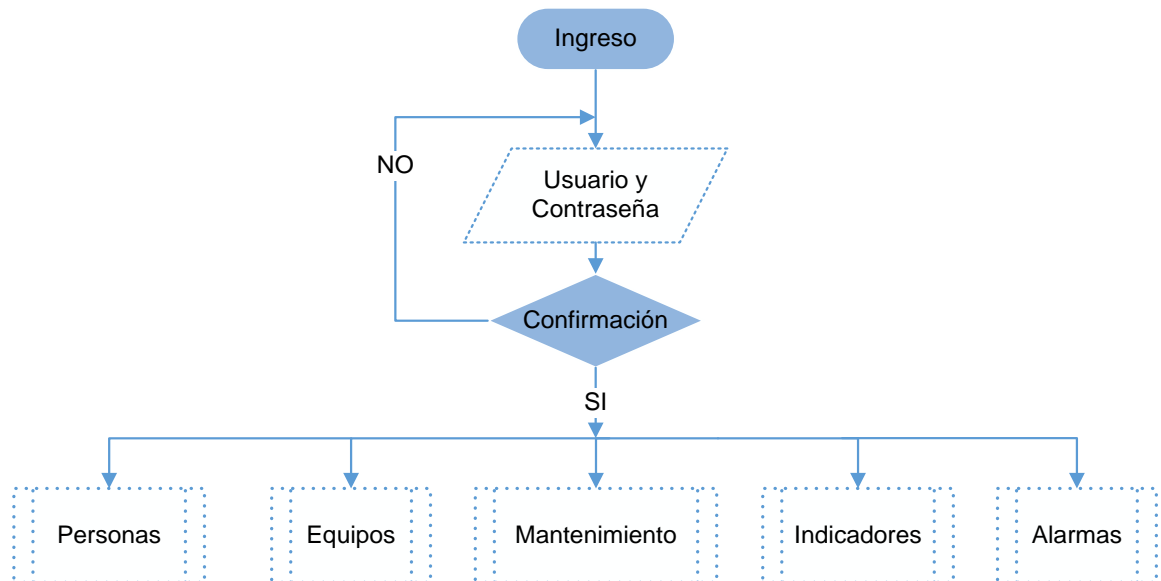 Ingreso
NO
Usuario y
Contraseña
Confirmación
SI
Personas
Equipos
Mantenimiento
Indicadores
Alarmas